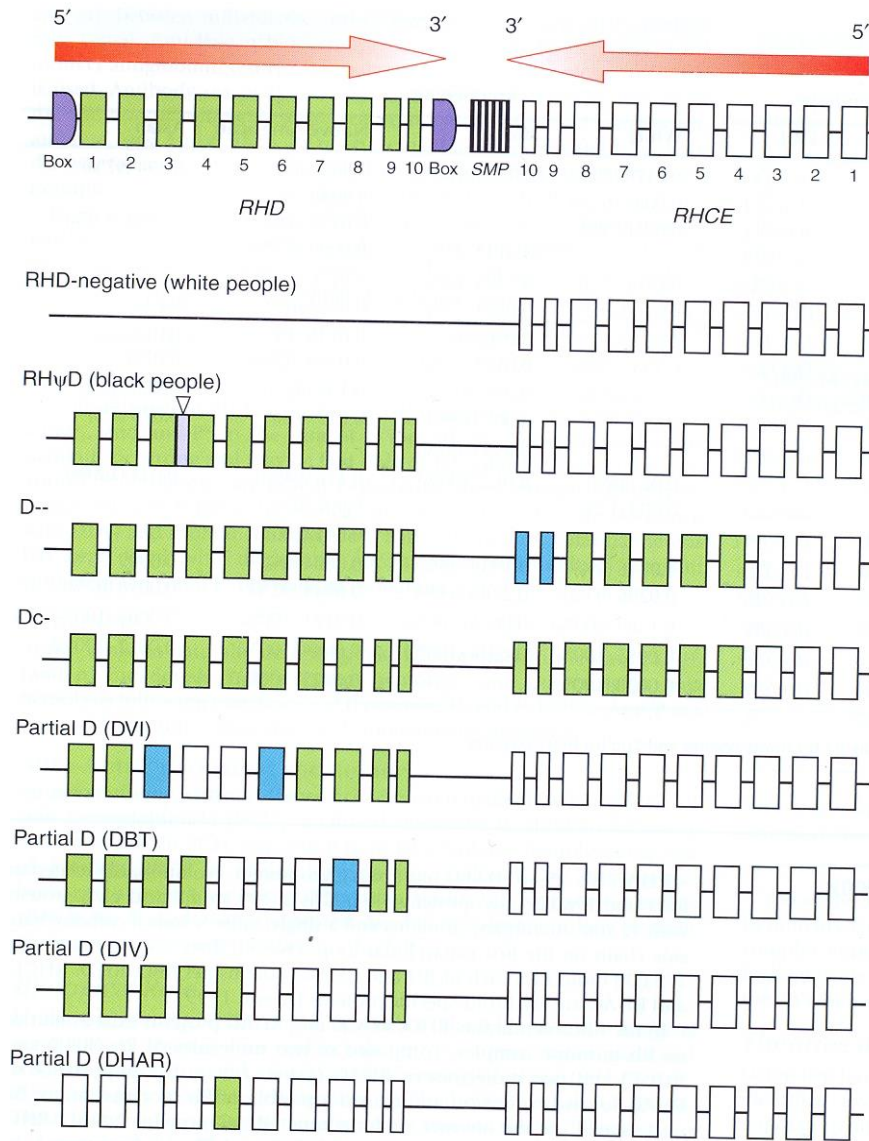 5′ 3′ 3′ 5′
Box 1 2 3 4 5 6 7 8 9 10 Box SMP 10 9 8 7 6 5 4 3 2 1
RHD RHCE
RHD-negative (white people)
RHψD (black people)
D--
Dc-
Partial D (DVI)
Partial D (DBT)
Partial D (DIV)
Partial D (DHAR)